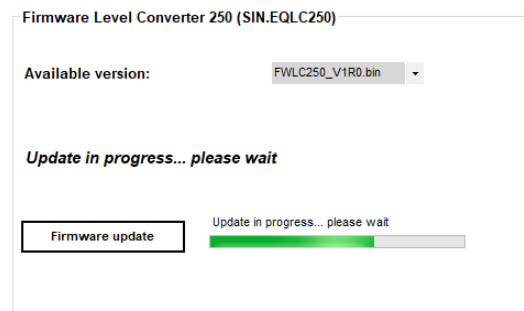 Firmware Level Converter 250 (SIN.EQLC250)
Available version:
FWLC250_V1R0.bin
Update in progress... please wait
Update in progress... please wait
Firmware update